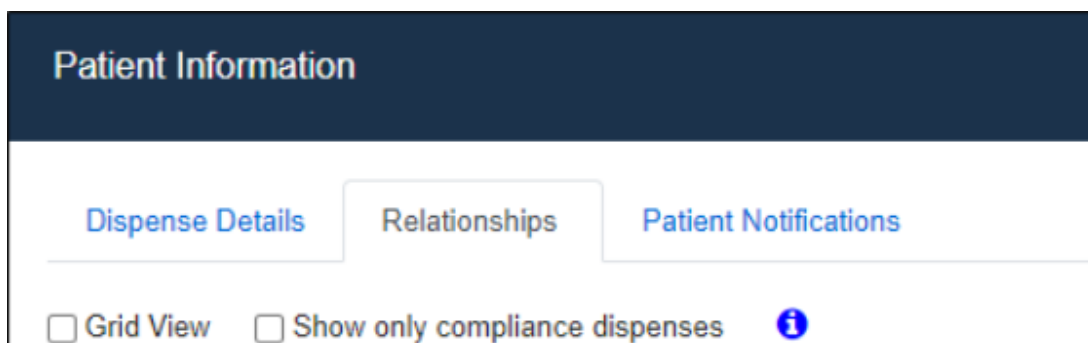 Patient Information
Dispense Details Relationships Patient Notifications
Grid View Show only compliance dispenses